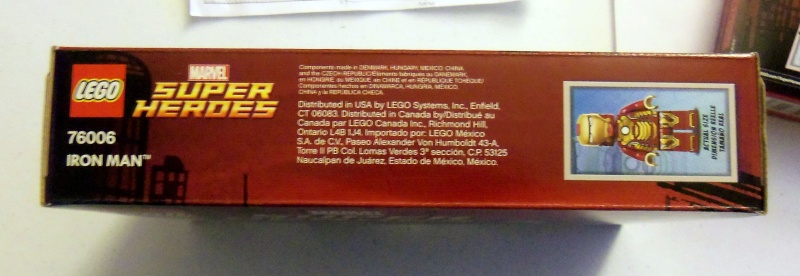 LEGO
MARVEL
SUPER
HEROES
76006
IRON MAN™
Components made in DENMARK, HUNGARY, MEXICO, CHINA
and the CZECH REPUBLIC/Éléments fabriqués au DANEMARK,
en HONGRIE, au MEXIQUE, en CHINE et en RÉPUBLIQUE TCHÈQUE/
Componentes hechos en DINAMARCA, HUNGRÍA, MÉXICO,
CHINA y la REPÚBLICA CHECA.
Distributed in USA by LEGO Systems, Inc., Enfield,
CT 06083. Distributed in Canada by/Distribué au
Canada par LEGO Canada Inc., Richmond Hill,
Ontario L4B 1J4. Importado por: LEGO México
S.A. de C.V., Paseo Alexander Von Humboldt 43-A,
Torre II PB Col. Lomas Verdes 3ª sección, C.P. 53125
Naucalpan de Juárez, Estado de México, México.
ACTUAL SIZE
DIMENSION RÉELLE
TAMAÑO REAL